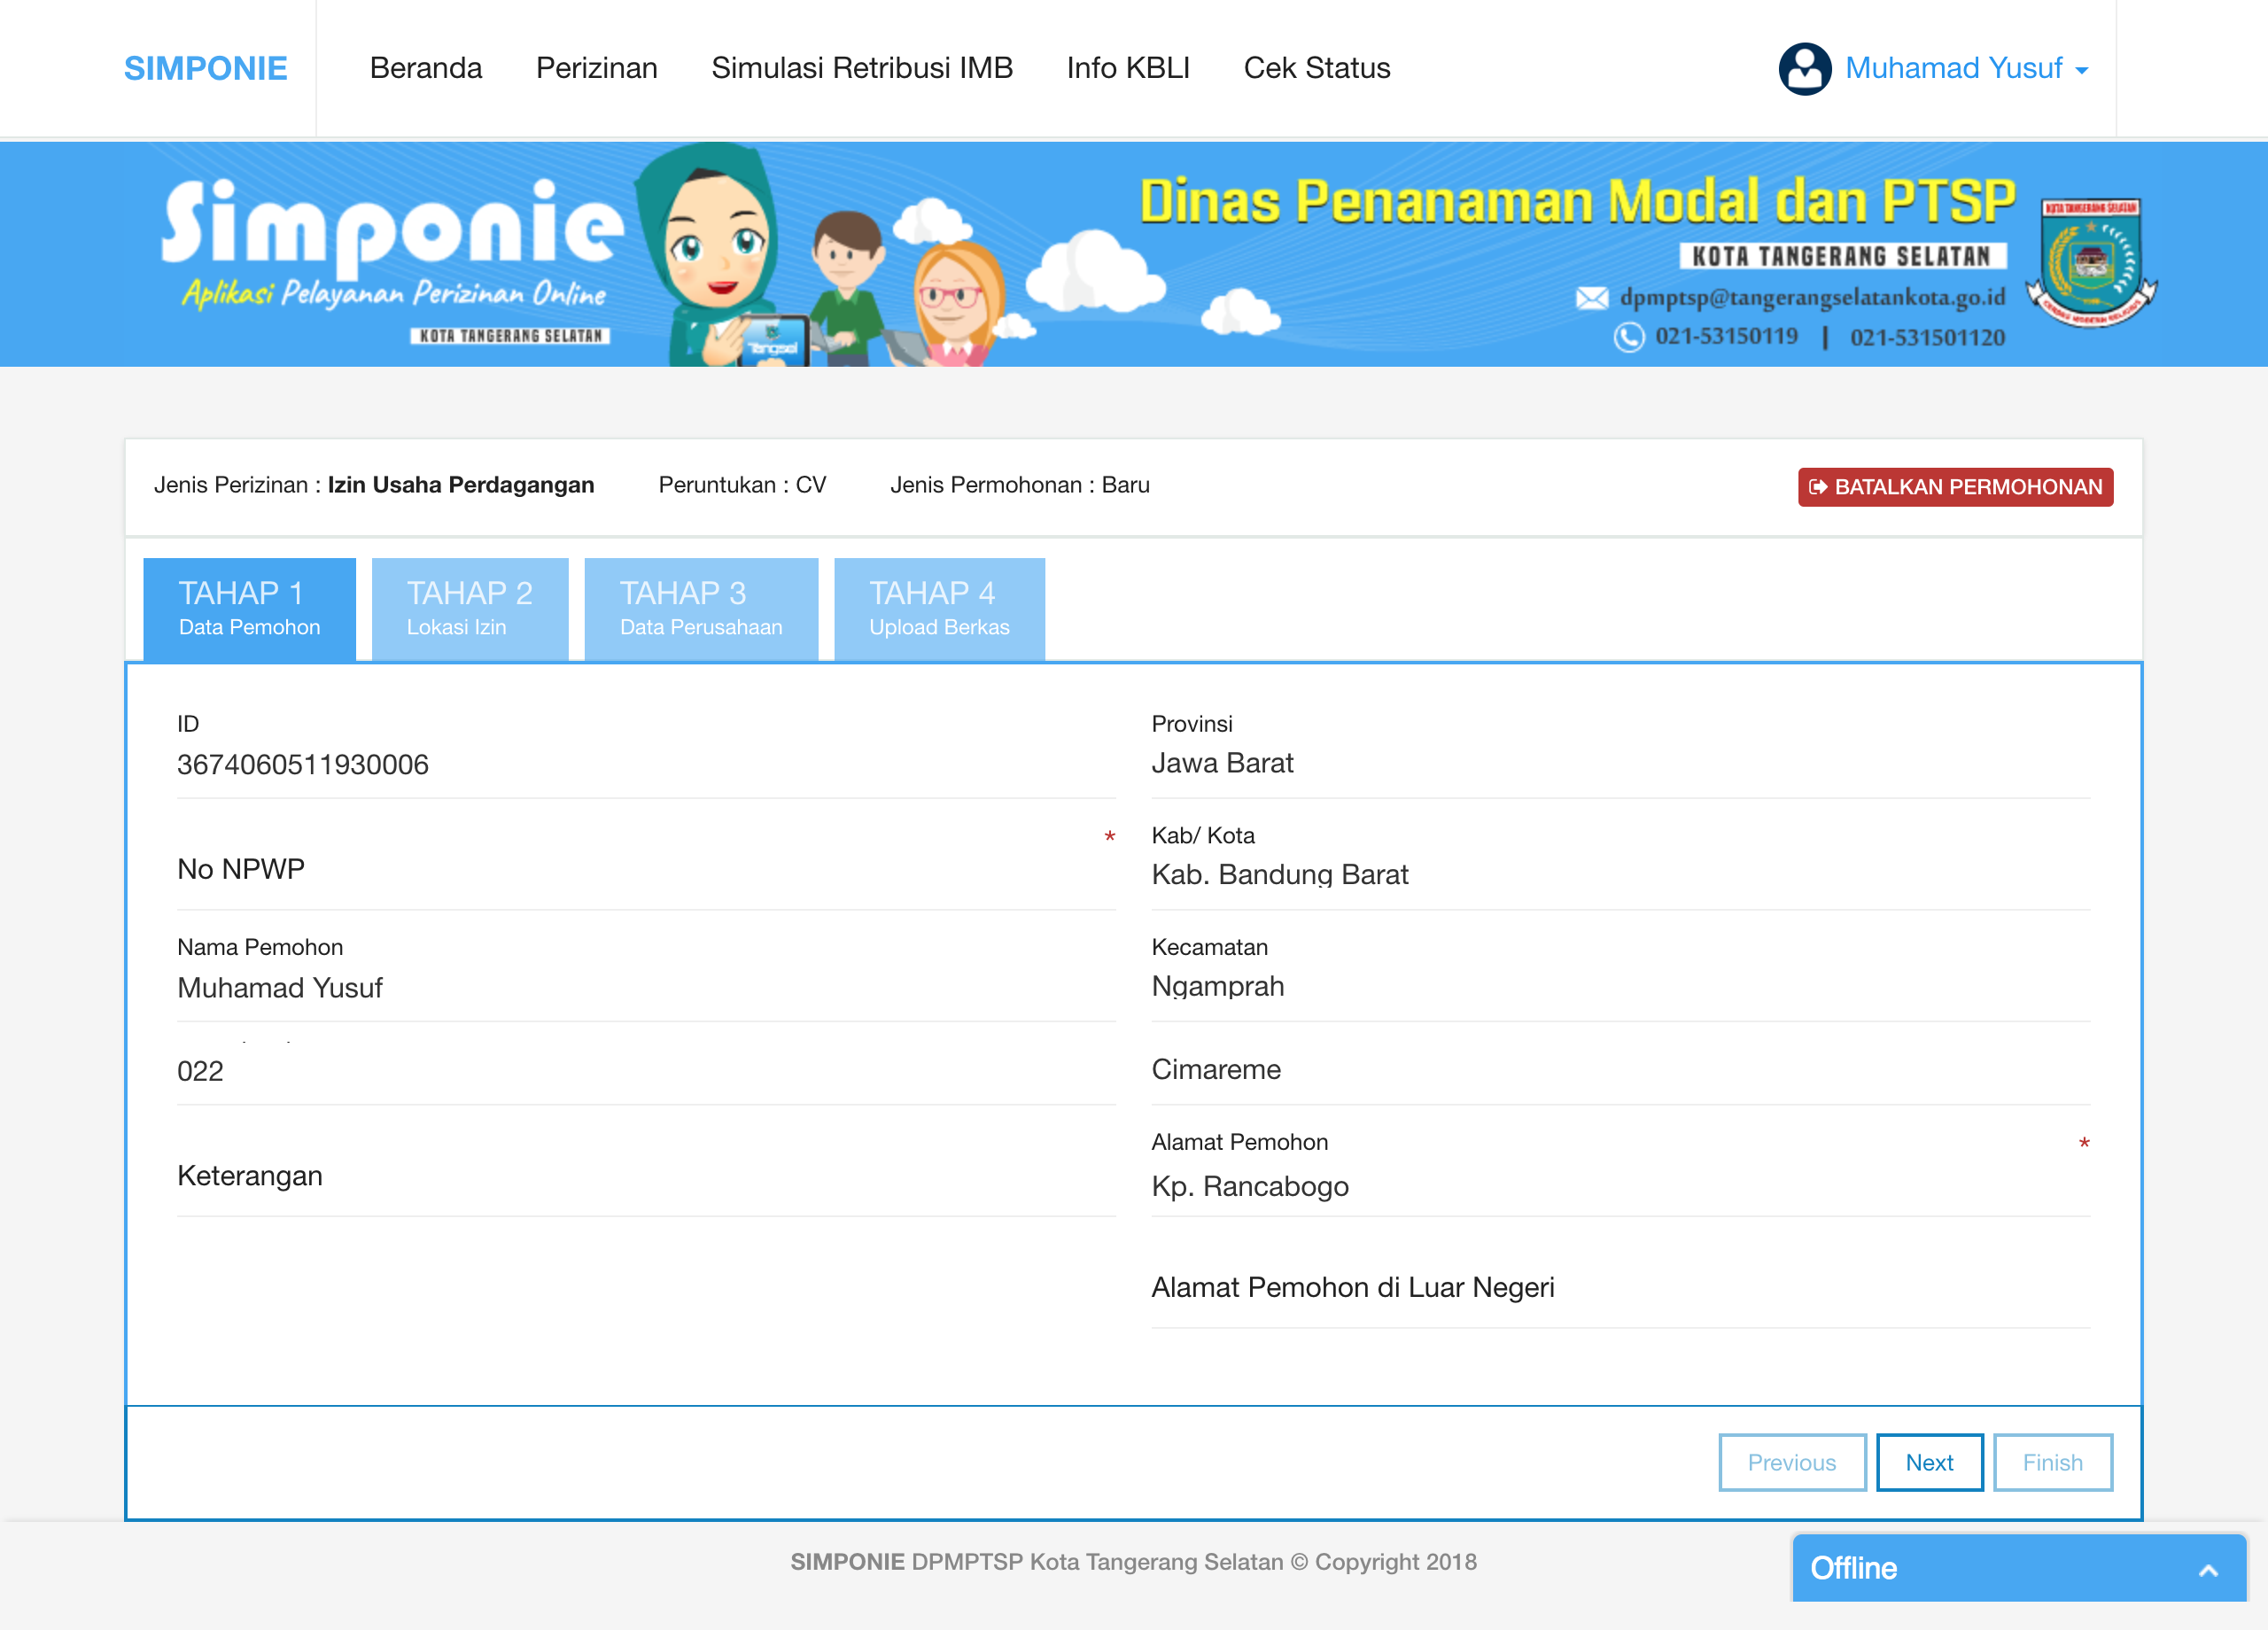 SIMPONIE
Beranda
Perizinan
Simulasi Retribusi IMB
Info KBLI
Cek Status
Muhamad Yusuf
Simponie
Aplikasi Pelayanan Perizinan Online
KOTA TANGERANG SELATAN
Tangsel
Dinas Penanaman Modal dan PTSP
KOTA TANGERANG SELATAN
dpmptsp@tangerangselatankota.go.id
021-53150119 | 021-531501120
KOTA TANGERANG SELATAN
Jenis Perizinan : Izin Usaha Perdagangan
Peruntukan : CV
Jenis Permohonan : Baru
BATALKAN PERMOHONAN
TAHAP 1
Data Pemohon
TAHAP 2
Lokasi Izin
TAHAP 3
Data Perusahaan
TAHAP 4
Upload Berkas
ID
3674060511930006
No NPWP *
Nama Pemohon
Muhamad Yusuf
022
Keterangan
Provinsi
Jawa Barat
Kab/ Kota
Kab. Bandung Barat
Kecamatan
Ngamprah
Cimareme
Alamat Pemohon *
Kp. Rancabogo
Alamat Pemohon di Luar Negeri
Previous
Next
Finish
SIMPONIE DPMPTSP Kota Tangerang Selatan © Copyright 2018
Offline